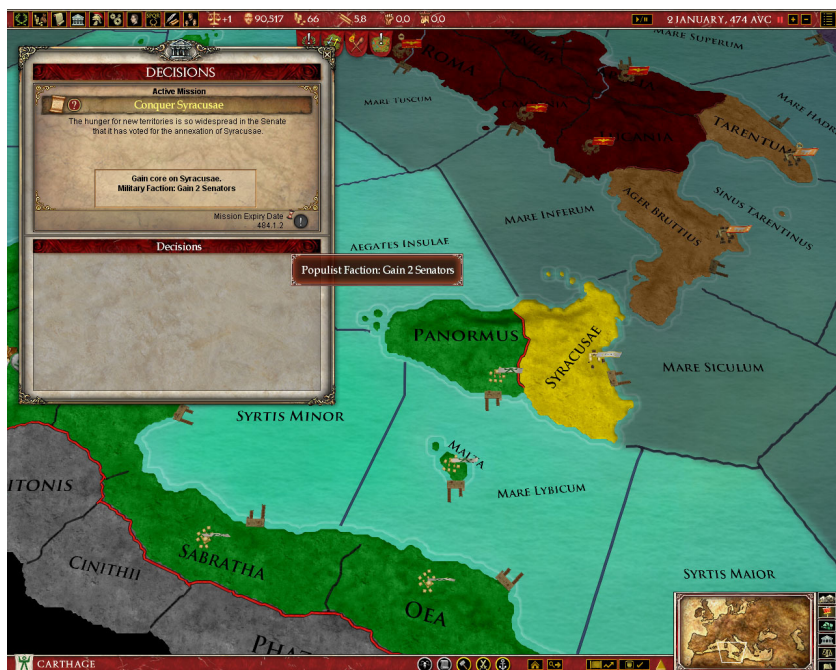 +1
90,517
66
5,8
0,0
0,0
2 JANUARY, 474 AVC
DECISIONS
Active Mission
Conquer Syracusae
The hunger for new territories is so widespread in the Senate
that it has voted for the annexation of Syracusae.
Gain core on Syracusae.
Military Faction: Gain 2 Senators
Mission Expiry Date
484.1.2
Decisions
Populist Faction: Gain 2 Senators
ROMA
MARE SUPERUM
MARE TUSCUM
MARE HADR
TARENTUM
MARE INFERUM
AGER BRUTTIUS
SINUS TARENTINUS
AEGATES INSULAE
PANORMUS
SYRACUSAE
MARE SICULUM
SYRTIS MINOR
MALTA
MARE LYBICUM
ITONIS
SABRATHA
CINITHII
OEA
SYRTIS MAIOR
PHAZ
CARTHAGE